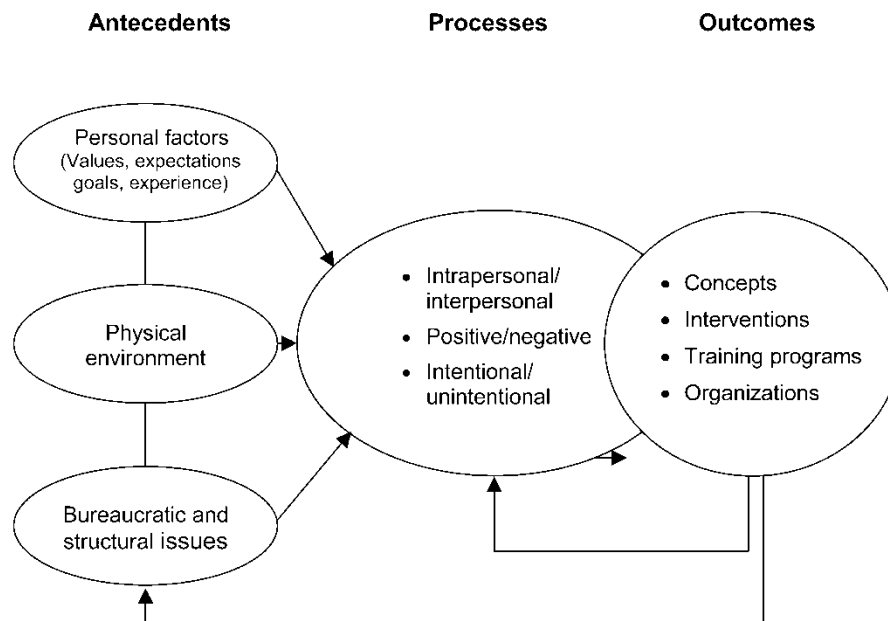 Antecedents
Processes
Outcomes
Personal factors
(Values, expectations
goals, experience)
Physical
environment
Bureaucratic and
structural issues
• Intrapersonal/
interpersonal
• Positive/negative
• Intentional/
unintentional
• Concepts
• Interventions
• Training programs
• Organizations